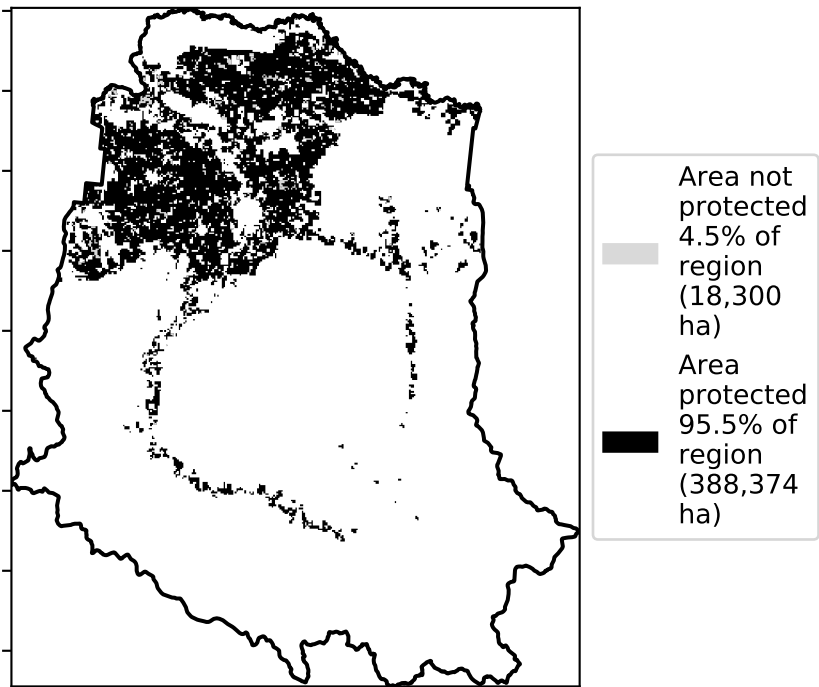 Area not
protected
4.5% of
region
(18,300
ha)
Area
protected
95.5% of
region
(388,374
ha)